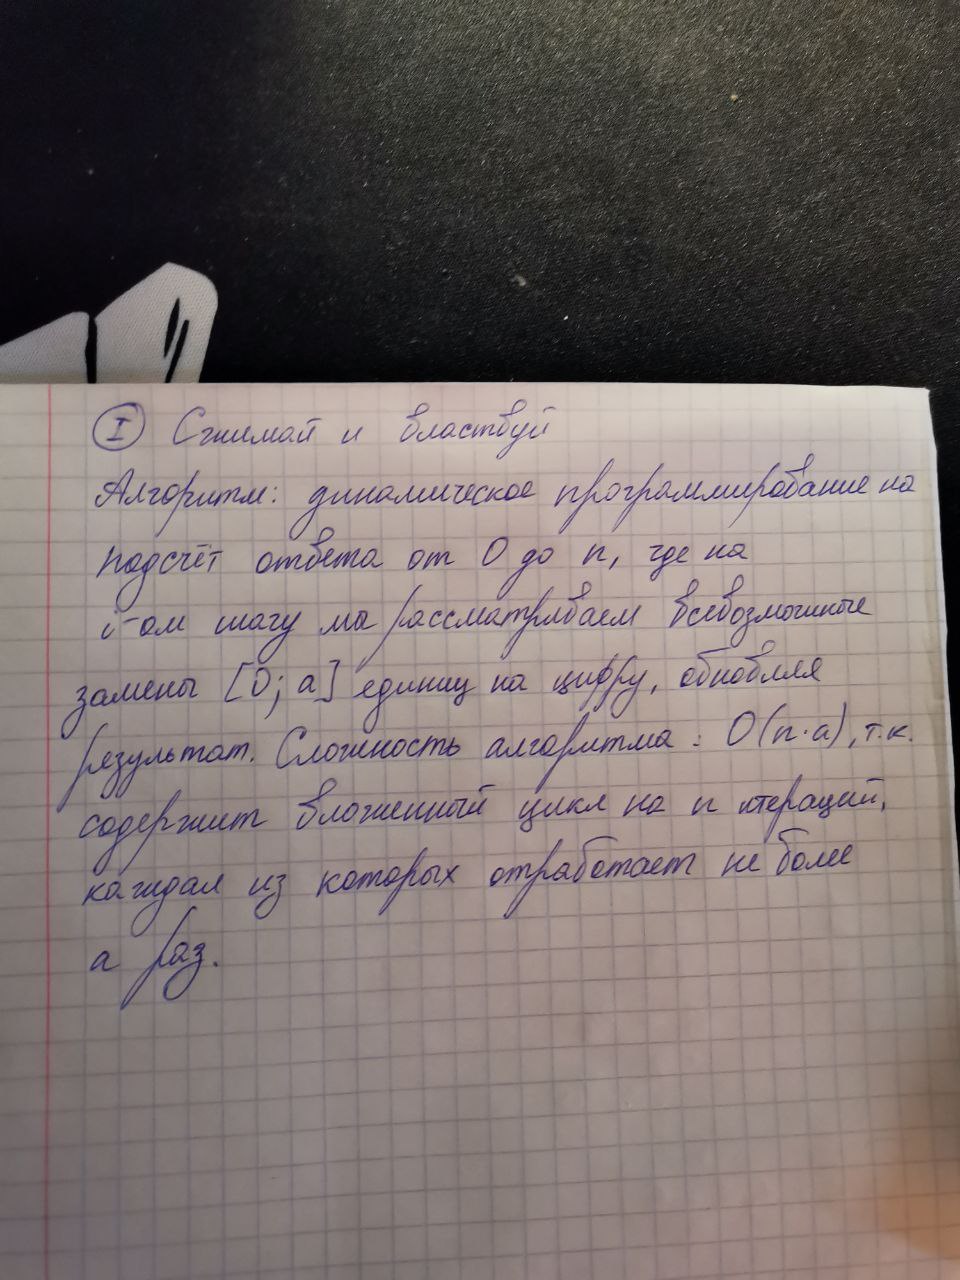 I Сжимай и властвуй
Алгоритм: динамическое программирование на
подсчёт ответа от 0 до n, где на
i-ом шагу мы рассматриваем всевозможные
замены [0; a] единиц на цифру, обновляя
результат. Сложность алгоритма: O(n·a), т.к.
содержит вложенный цикл на n итераций,
каждая из которых отработает не более
a раз.